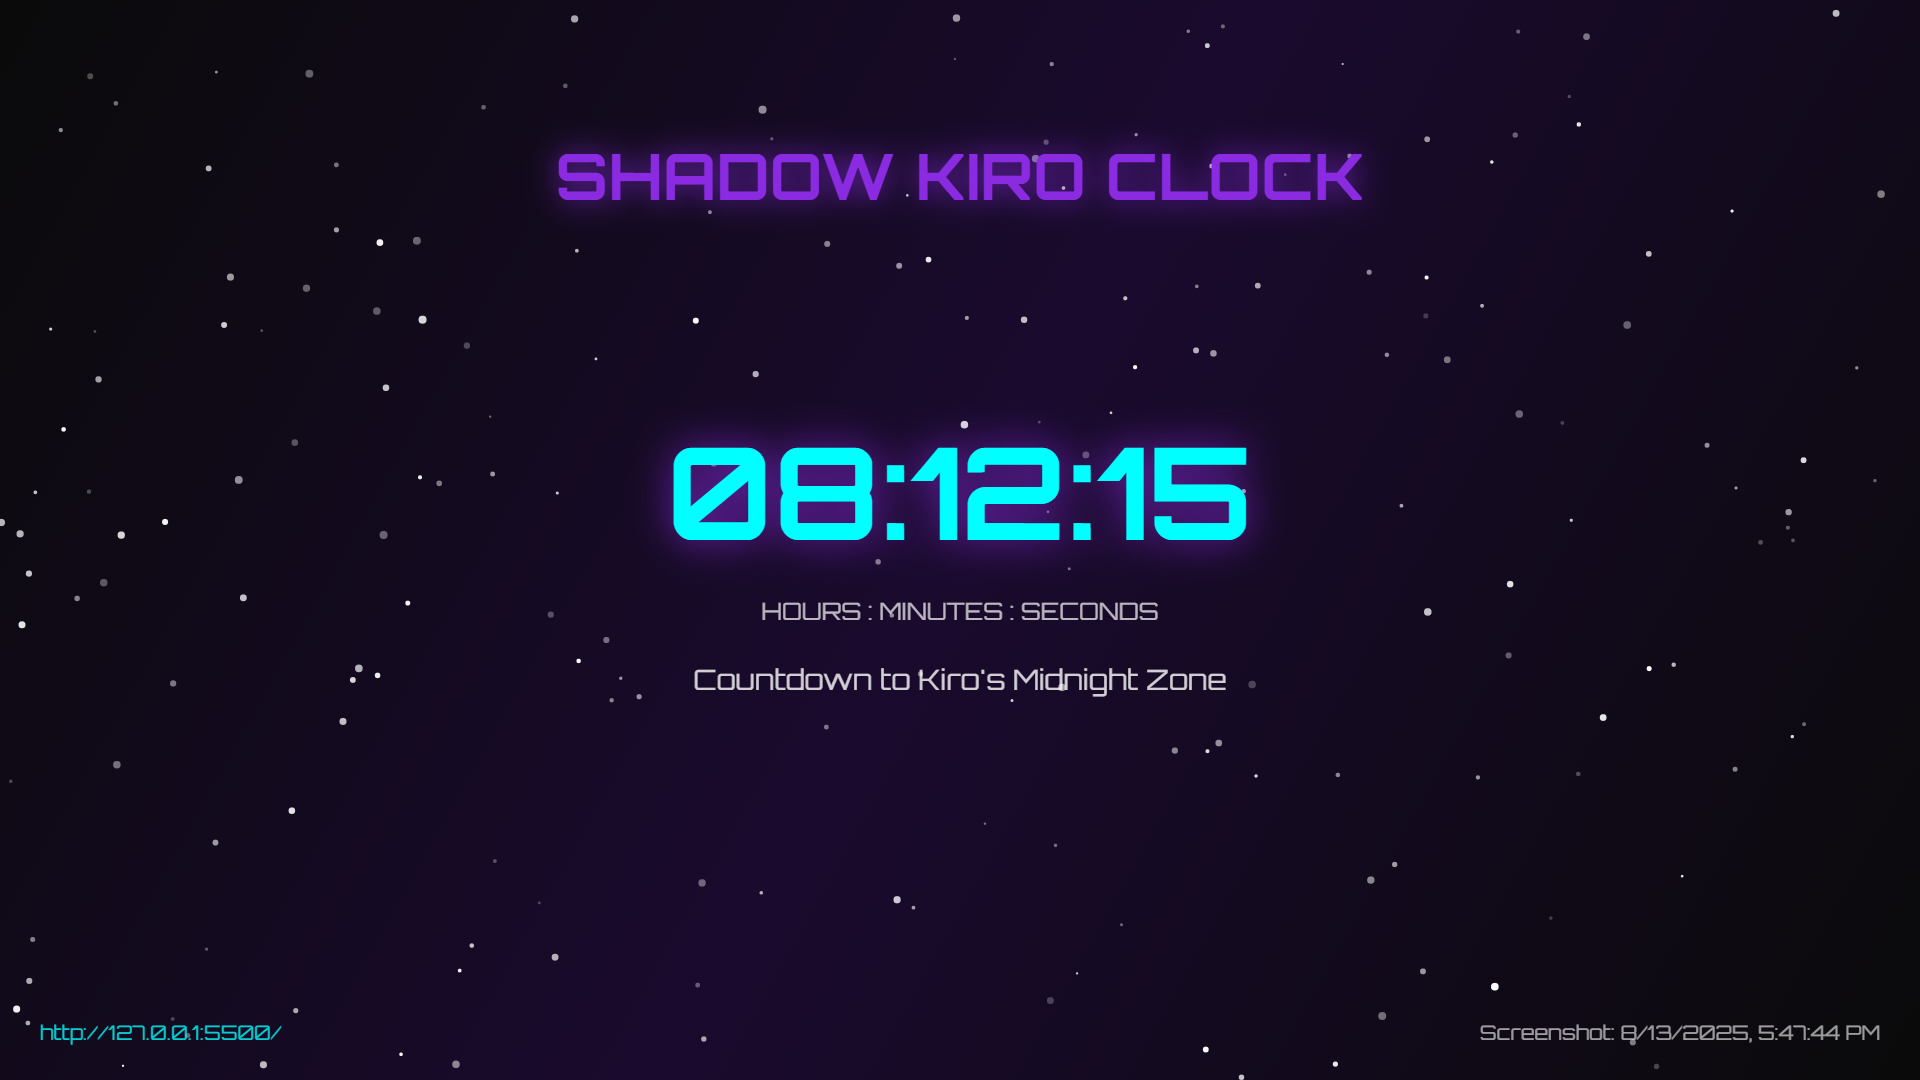 SHADOW KIRO CLOCK
08:12:15
HOURS : MINUTES : SECONDS
Countdown to Kiro's Midnight Zone
http://127.0.0.1:5500/
Screenshot: 8/13/2025, 5:47:44 PM